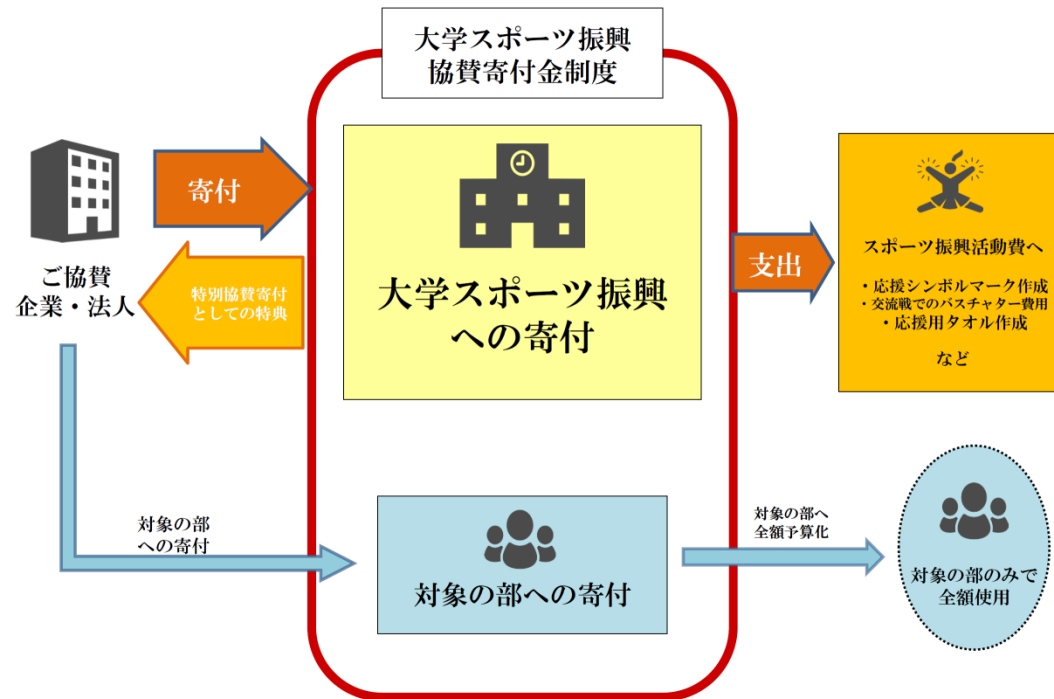 大学スポーツ振興
協賛寄付金制度
寄付
ご協賛
企業・法人
特別協賛寄付
としての特典
大学スポーツ振興
への寄付
支出
スポーツ振興活動費へ
・応援シンボルマーク作成
・交流戦でのバスチャター費用
・応援用タオル作成
など
対象の部
への寄付
対象の部への寄付
対象の部へ
全額予算化
対象の部のみで
全額使用